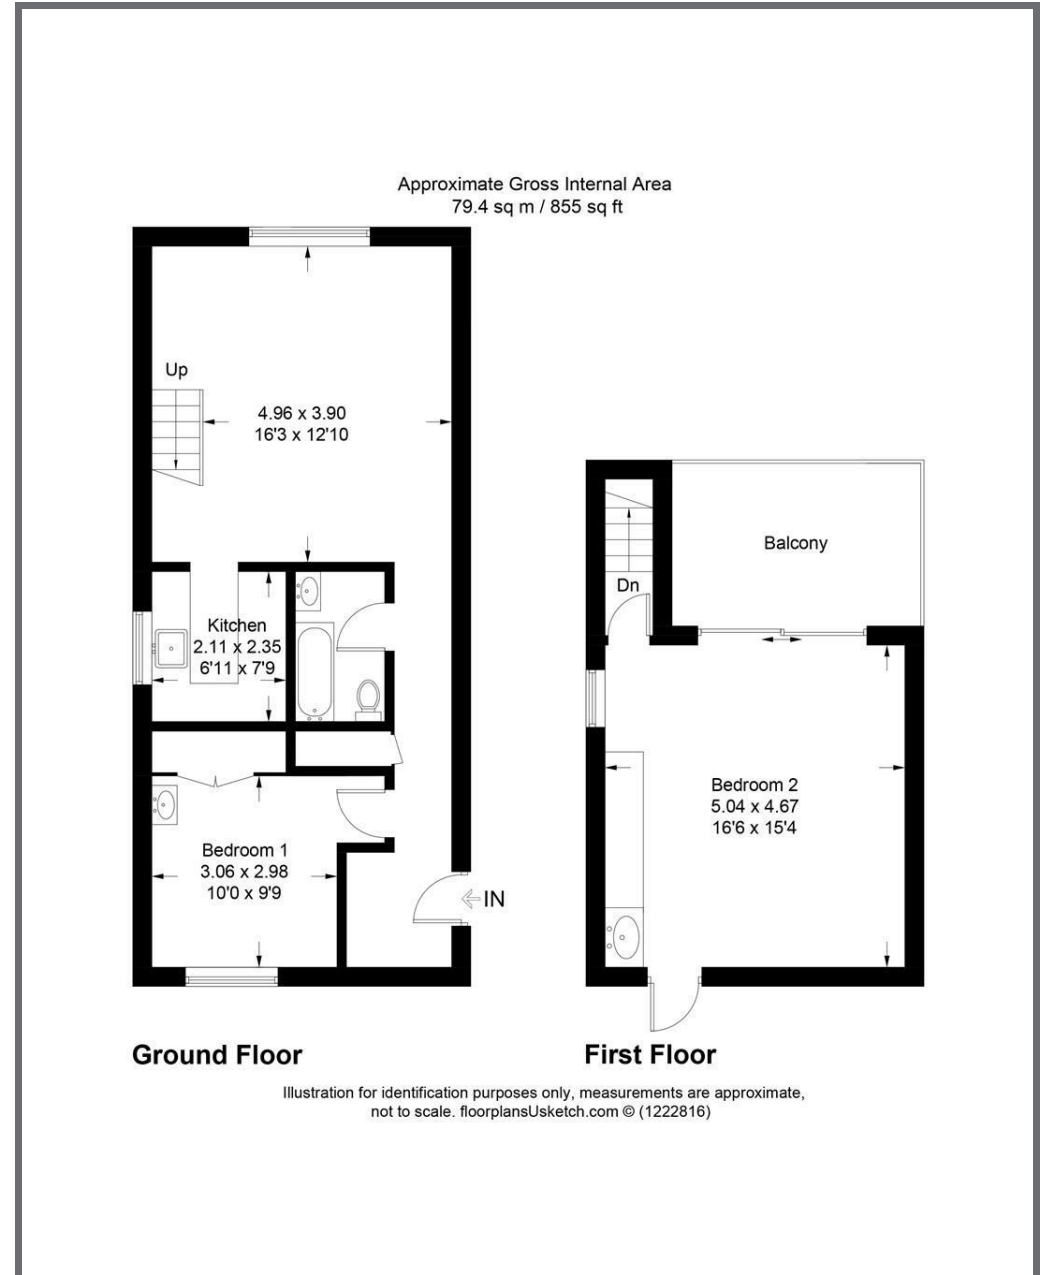 Approximate Gross Internal Area
79.4 sq m / 855 sq ft
Up
4.96 x 3.90
16'3 x 12'10
Kitchen
2.11 x 2.35
6'11 x 7'9
Bedroom 1
3.06 x 2.98
10'0 x 9'9
IN
Ground Floor
Balcony
Dn
Bedroom 2
5.04 x 4.67
16'6 x 15'4
First Floor
Illustration for identification purposes only, measurements are approximate,
not to scale. floorplansUsketch.com © (1222816)